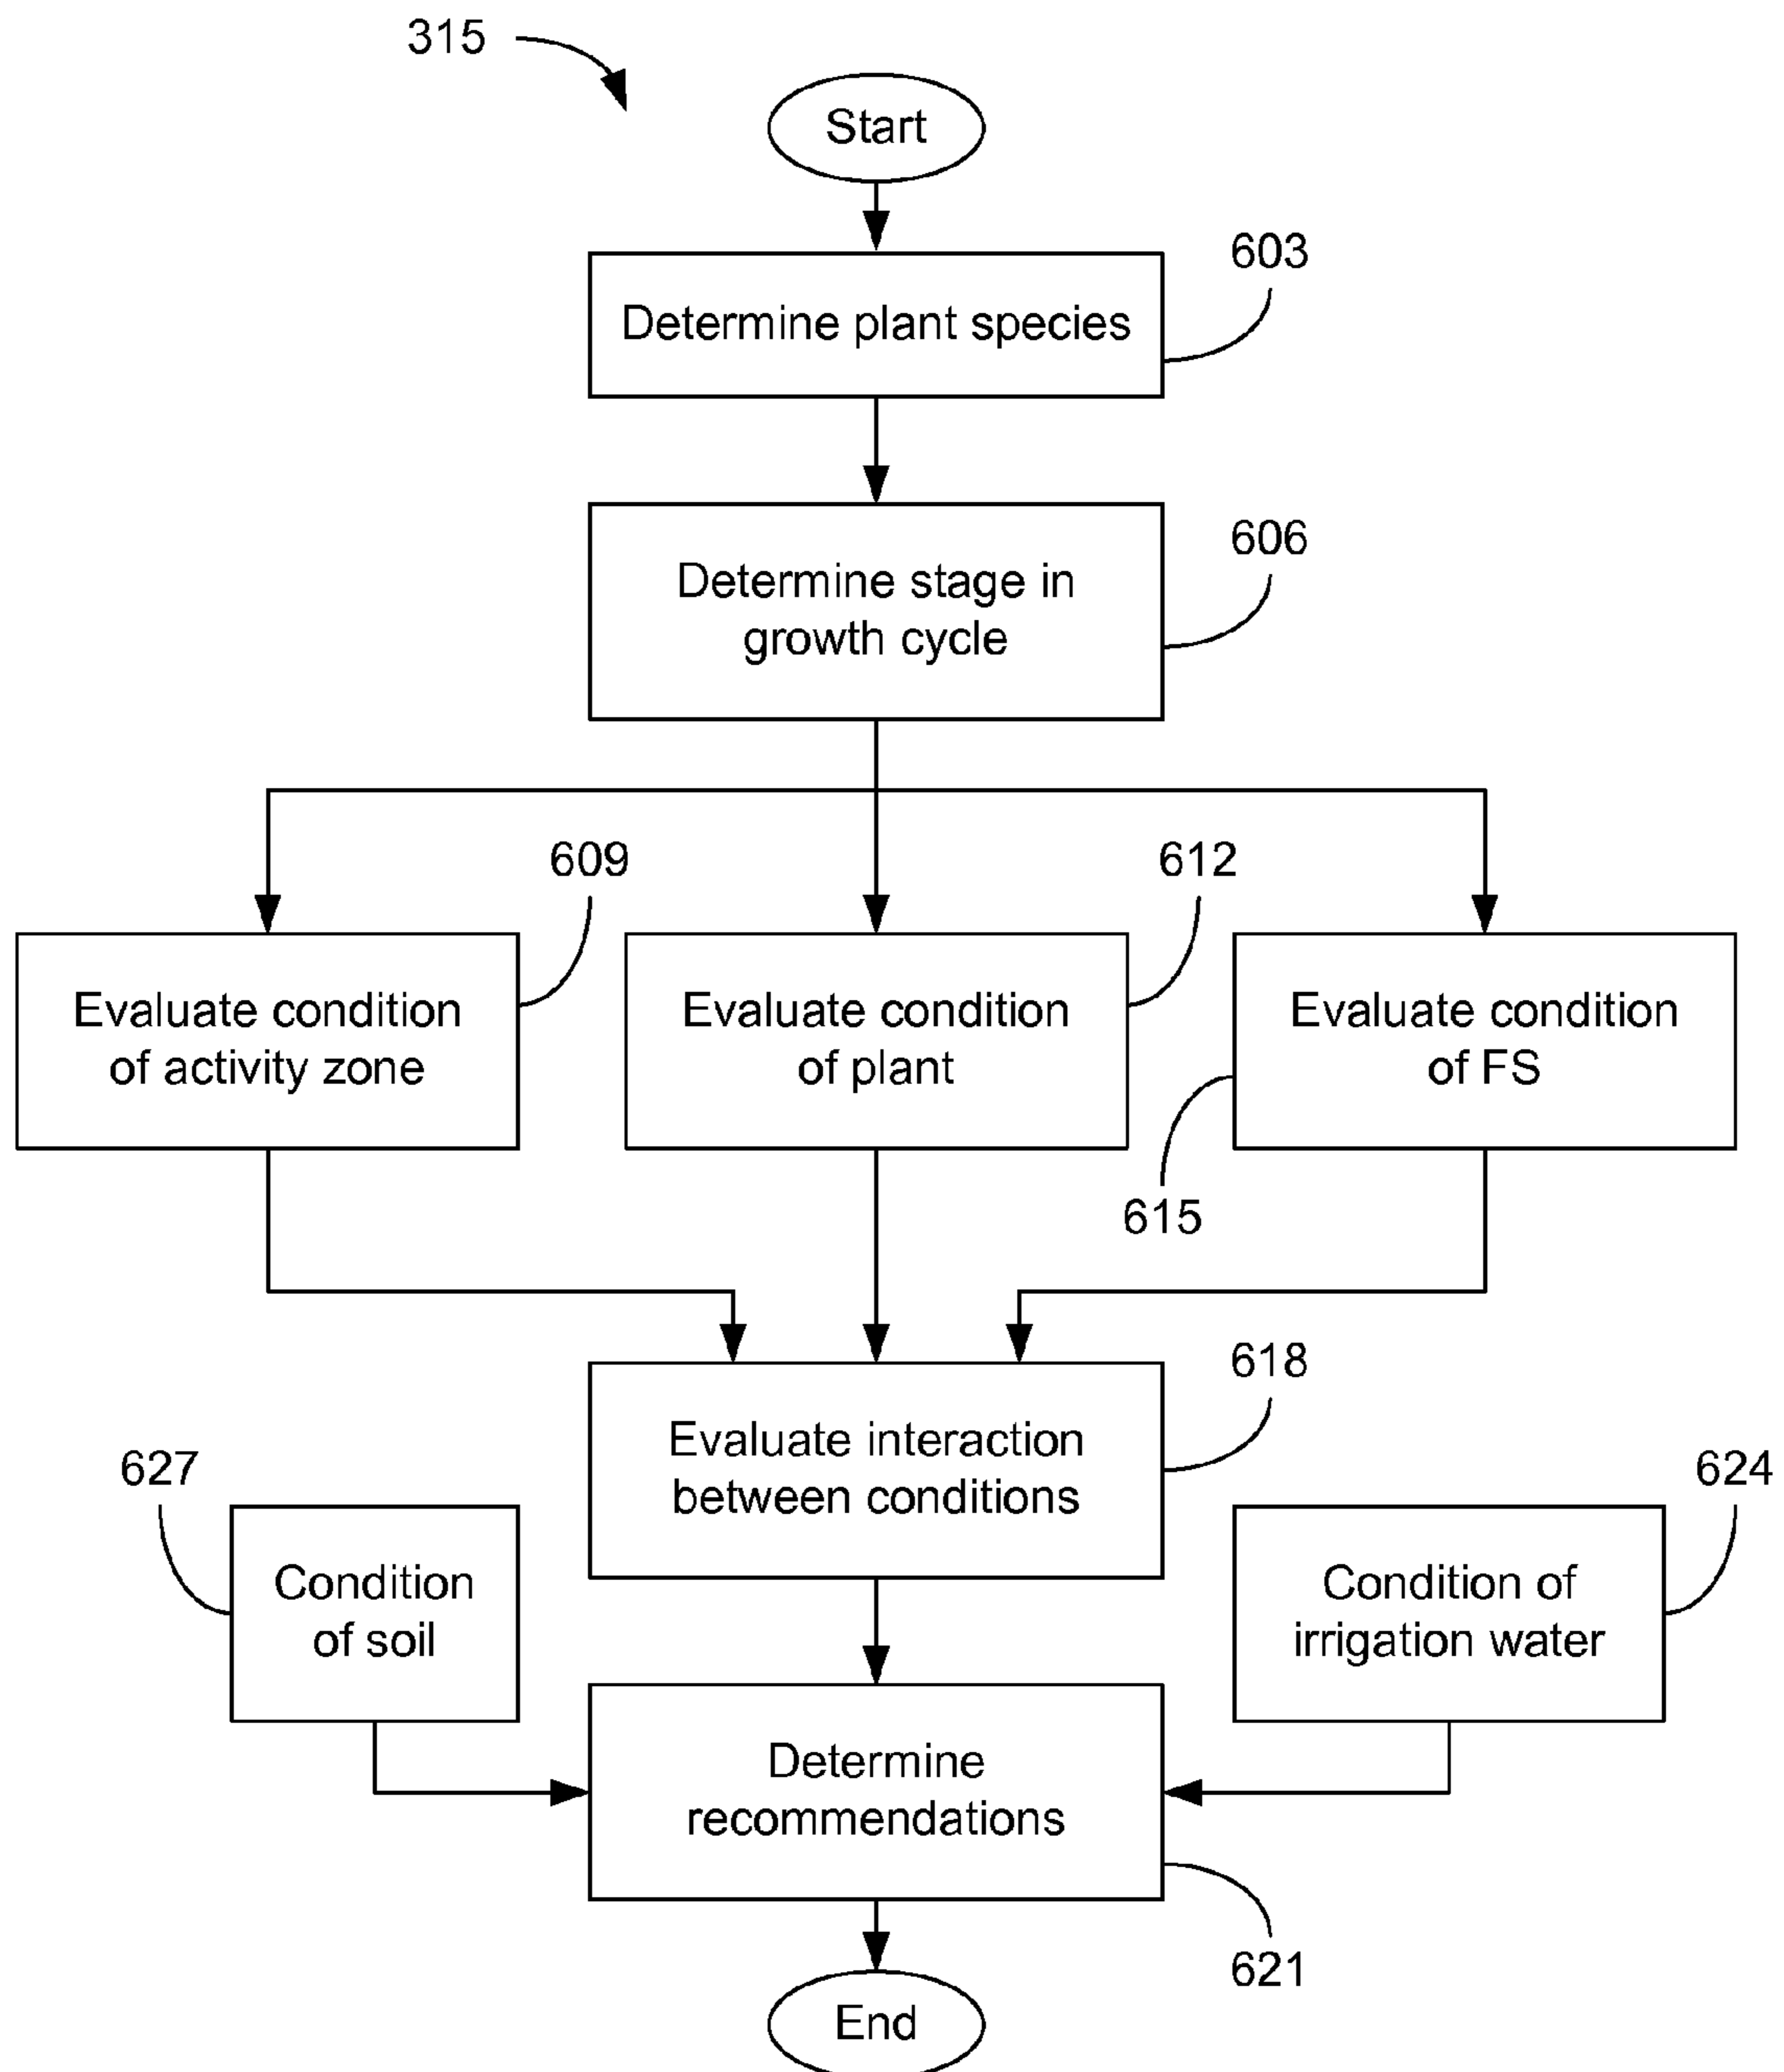 315
Start
603
Determine plant species
606
Determine stage in
growth cycle
609
612
Evaluate condition
of activity zone
Evaluate condition
of plant
Evaluate condition
of FS
615
618
Evaluate interaction
between conditions
627
624
Condition
of soil
Condition of
irrigation water
Determine
recommendations
621
End